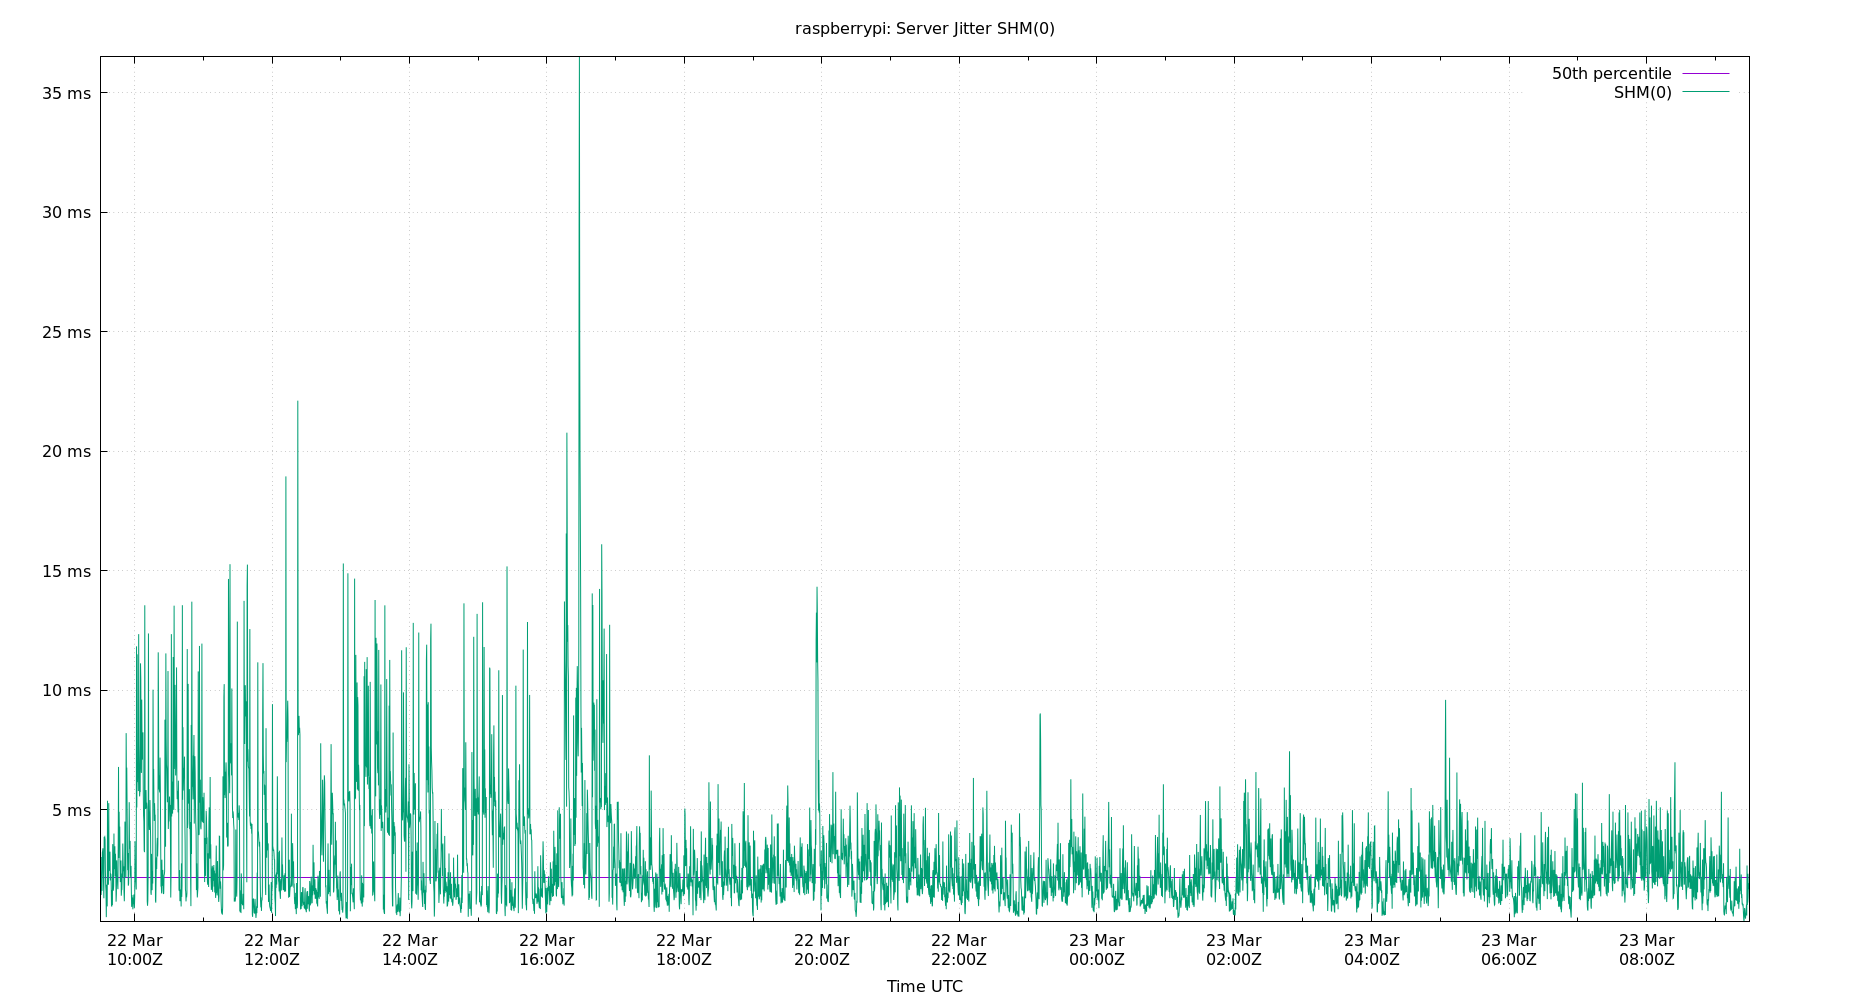 raspberrypi: Server Jitter SHM(0)
50th percentile
SHM(0)
35 ms
30 ms
25 ms
20 ms
15 ms
10 ms
5 ms
22 Mar 22 Mar 22 Mar 22 Mar 22 Mar 22 Mar 22 Mar 23 Mar 23 Mar 23 Mar 23 Mar 23 Mar
10:00Z 12:00Z 14:00Z 16:00Z 18:00Z 20:00Z 22:00Z 00:00Z 02:00Z 04:00Z 06:00Z 08:00Z
Time UTC